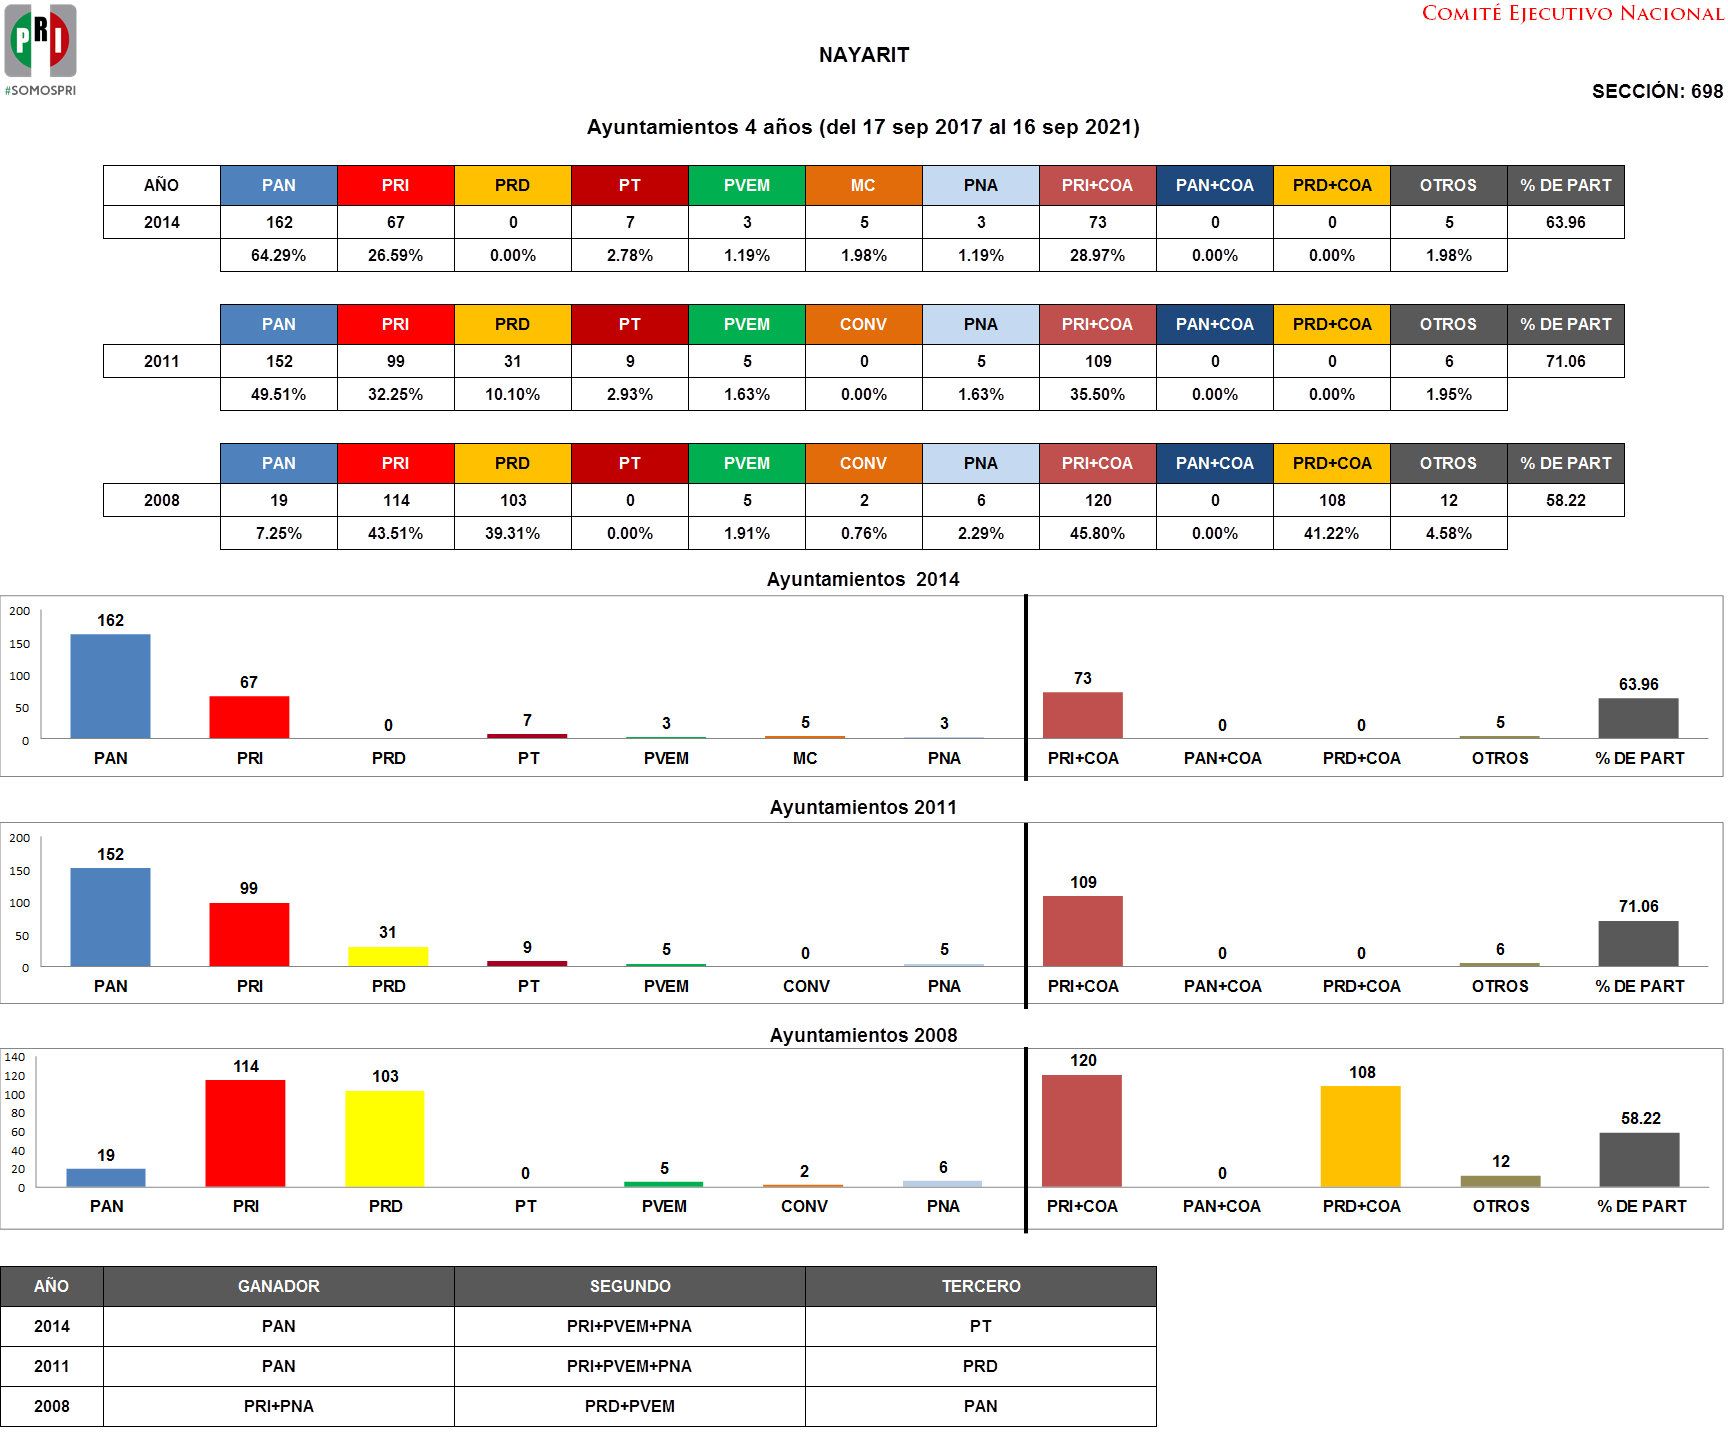 PRI
#SOMOSPRI
COMITÉ EJECUTIVO NACIONAL
NAYARIT
SECCIÓN: 698
Ayuntamientos 4 años (del 17 sep 2017 al 16 sep 2021)
AÑO PAN PRI PRD PT PVEM MC PNA PRI+COA PAN+COA PRD+COA OTROS % DE PART
2014 162 67 0 7 3 5 3 73 0 0 5 63.96
64.29% 26.59% 0.00% 2.78% 1.19% 1.98% 1.19% 28.97% 0.00% 0.00% 1.98%
PAN PRI PRD PT PVEM CONV PNA PRI+COA PAN+COA PRD+COA OTROS % DE PART
2011 152 99 31 9 5 0 5 109 0 0 6 71.06
49.51% 32.25% 10.10% 2.93% 1.63% 0.00% 1.63% 35.50% 0.00% 0.00% 1.95%
PAN PRI PRD PT PVEM CONV PNA PRI+COA PAN+COA PRD+COA OTROS % DE PART
2008 19 114 103 0 5 2 6 120 0 108 12 58.22
7.25% 43.51% 39.31% 0.00% 1.91% 0.76% 2.29% 45.80% 0.00% 41.22% 4.58%
Ayuntamientos 2014
200
150
100
50
0
162 67 0 7 3 5 3 73 0 0 5 63.96
PAN PRI PRD PT PVEM MC PNA PRI+COA PAN+COA PRD+COA OTROS % DE PART
Ayuntamientos 2011
200
150
100
50
0
152 99 31 9 5 0 5 109 0 0 6 71.06
PAN PRI PRD PT PVEM CONV PNA PRI+COA PAN+COA PRD+COA OTROS % DE PART
Ayuntamientos 2008
140
120
100
80
60
40
20
0
19 114 103 0 5 2 6 120 0 108 12 58.22
PAN PRI PRD PT PVEM CONV PNA PRI+COA PAN+COA PRD+COA OTROS % DE PART
AÑO GANADOR SEGUNDO TERCERO
2014 PAN PRI+PVEM+PNA PT
2011 PAN PRI+PVEM+PNA PRD
2008 PRI+PNA PRD+PVEM PAN